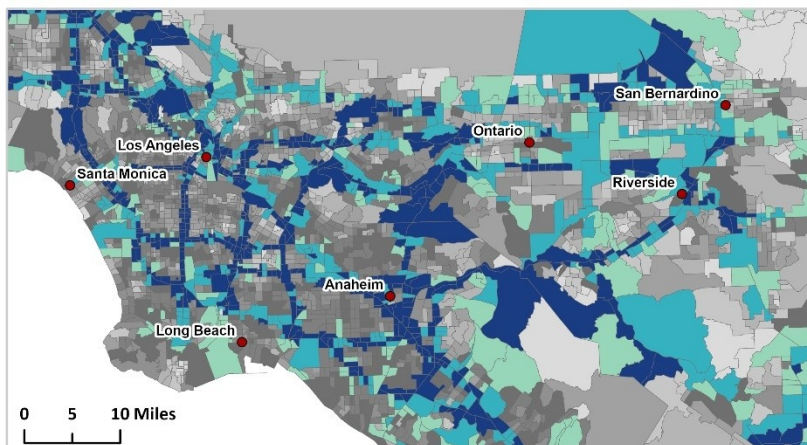 San Bernardino
Ontario
Los Angeles
Santa Monica
Riverside
Anaheim
Long Beach
0 5 10 Miles